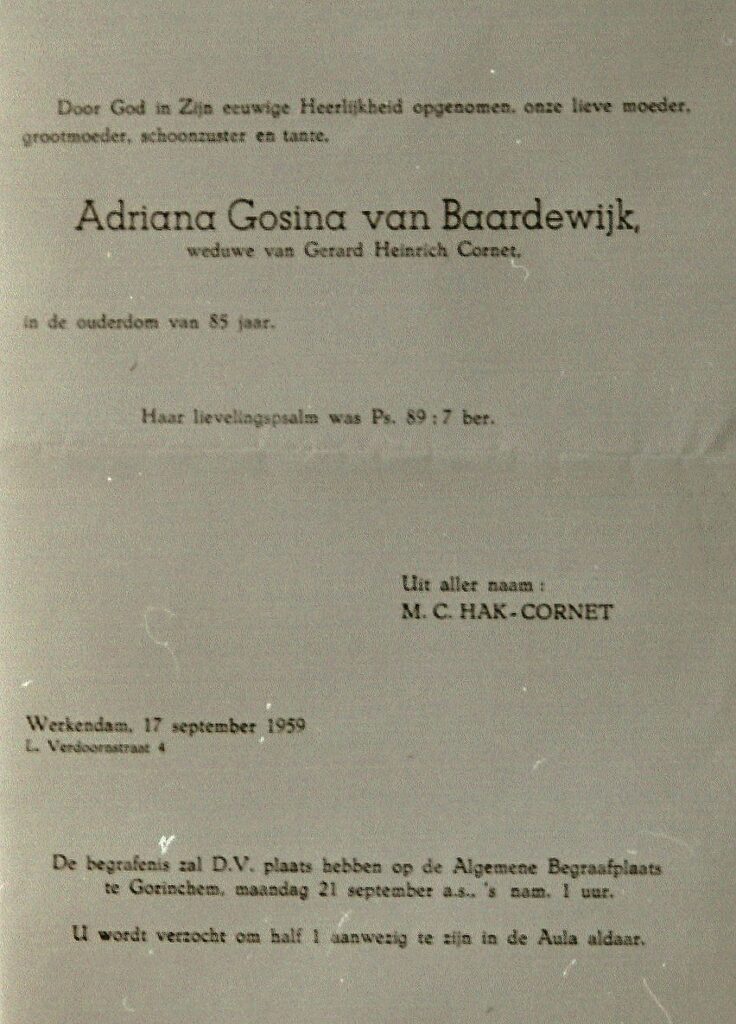 Door God in Zijn eeuwige Heerlijkheid opgenomen, onze lieve moeder,
grootmoeder, schoonzuster en tante,
Adriana Gosina van Baardewijk,
weduwe van Gerard Heinrich Cornet,
in de ouderdom van 85 jaar.
Haar lievelingspsalm was Ps. 89 : 7 ber.
Uit aller naam :
M. C. HAK-CORNET
Werkendam, 17 september 1959
L. Verdoornstraat 4
De begrafenis zal D.V. plaats hebben op de Algemene Begraafplaats
te Gorinchem, maandag 21 september a.s., 's nam. 1 uur.
U wordt verzocht om half 1 aanwezig te zijn in de Aula aldaar.